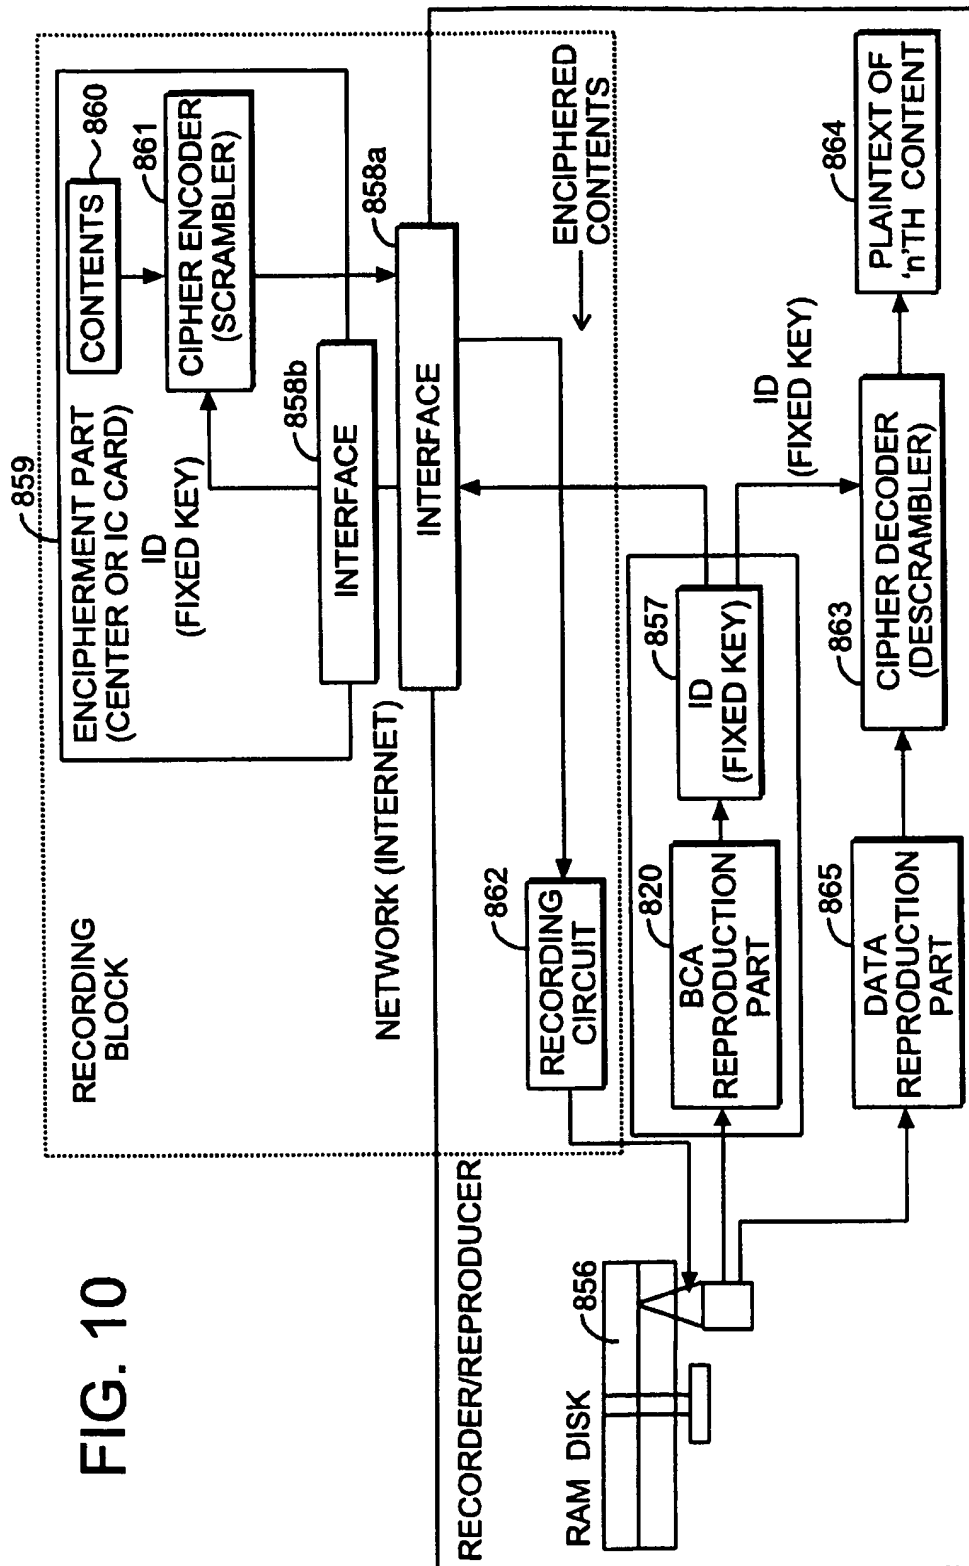 FIG. 10
RECORDING
BLOCK
859
ENCIPHERMENT PART
(CENTER OR IC CARD)
CONTENTS
860
ID
(FIXED KEY)
CIPHER ENCODER
(SCRAMBLER)
861
858b
INTERFACE
NETWORK (INTERNET)
INTERFACE
858a
RECORDER/REPRODUCER
862
RECORDING
CIRCUIT
ENCIPHERED
CONTENTS
RAM DISK
856
820
BCA
REPRODUCTION
PART
857
ID
(FIXED KEY)
ID
(FIXED KEY)
865
DATA
REPRODUCTION
PART
863
CIPHER DECODER
(DESCRAMBLER)
864
PLAINTEXT OF
'n'TH CONTENT